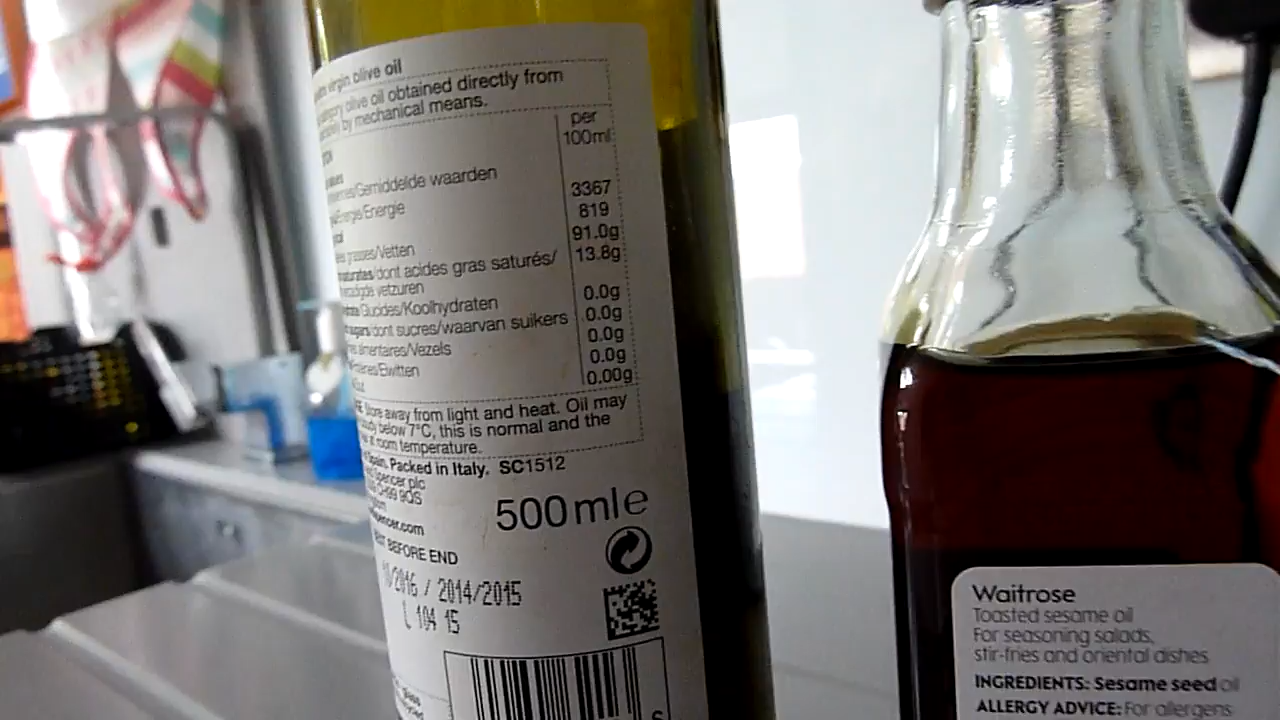 virgin olive oil
olive oil obtained directly from
by mechanical means.
per
100ml
/Gemiddelde waarden
/Energie 3367
819
/Vetten 91.0g
dont acides gras saturés/ 13.8g
vetzuren
Glucides/Koolhydraten 0.0g
dont sucres/waarvan suikers 0.0g
alimentaires/Vezels 0.0g
/Eiwitten 0.0g
0.00g
Store away from light and heat. Oil may
below 7°C, this is normal and the
at room temperature.
Spain. Packed in Italy. SC1512
Spencer plc
9QS
500mle
BEFORE END
/2016 / 2014/2015
L 104 15
Waitrose
Toasted sesame oil
For seasoning salads,
stir-fries and oriental dishes
INGREDIENTS: Sesame seed oil
ALLERGY ADVICE: For allergens